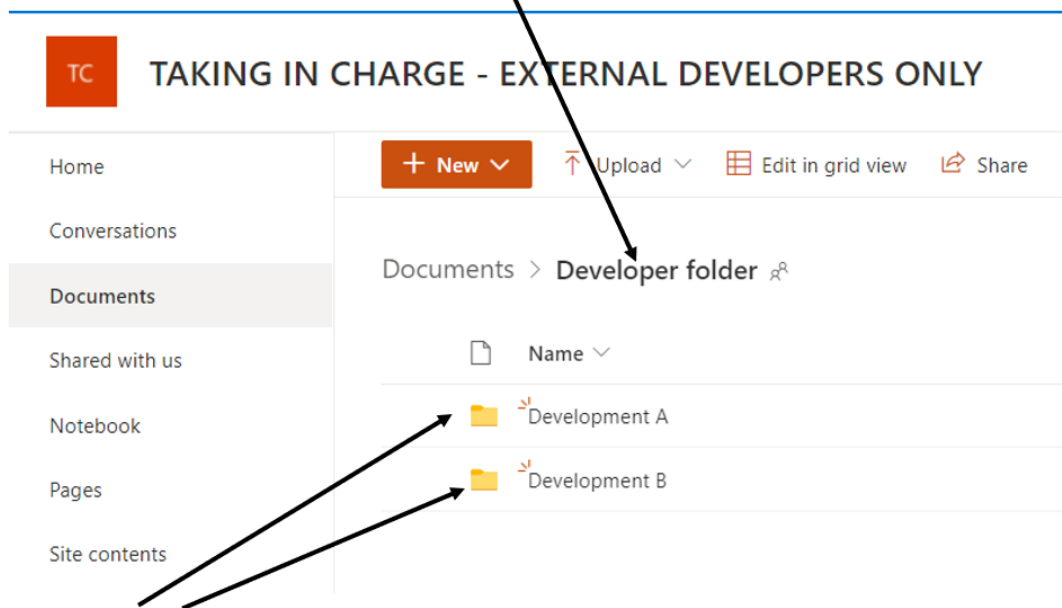 TC
TAKING IN CHARGE - EXTERNAL DEVELOPERS ONLY
Home
Conversations
Documents
Shared with us
Notebook
Pages
Site contents
+ New
Upload
Edit in grid view
Share
Documents > Developer folder
Name
Development A
Development B